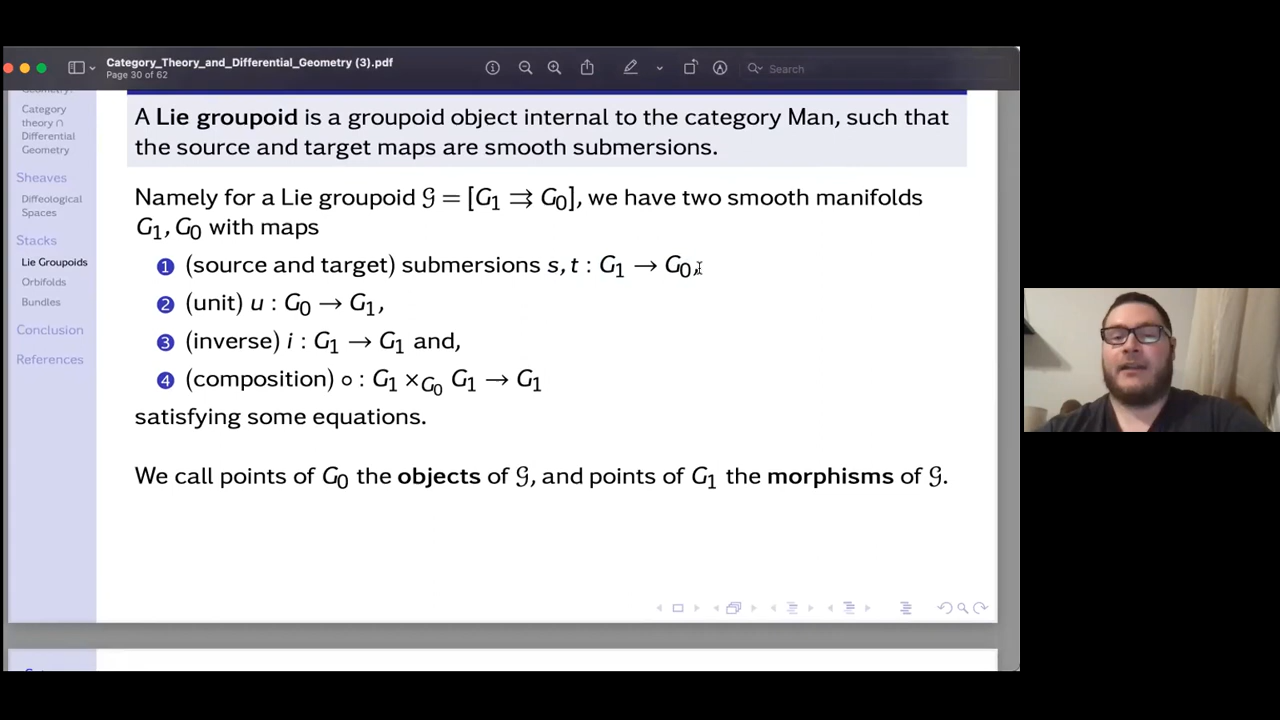 Category_Theory_and_Differential_Geometry (3).pdf
Page 30 of 62
Search
Geometry?
Category
theory ∩
Differential
Geometry
Sheaves
Diffeological
Spaces
Stacks
Lie Groupoids
Orbifolds
Bundles
Conclusion
References
A Lie groupoid is a groupoid object internal to the category Man, such that
the source and target maps are smooth submersions.
Namely for a Lie groupoid 𝒢 = [G₁ ⇉ G₀], we have two smooth manifolds
G₁, G₀ with maps
1 (source and target) submersions s, t : G₁ → G₀,
2 (unit) u : G₀ → G₁,
3 (inverse) i : G₁ → G₁ and,
4 (composition) ∘ : G₁ ×_G₀ G₁ → G₁
satisfying some equations.
We call points of G₀ the objects of 𝒢, and points of G₁ the morphisms of 𝒢.